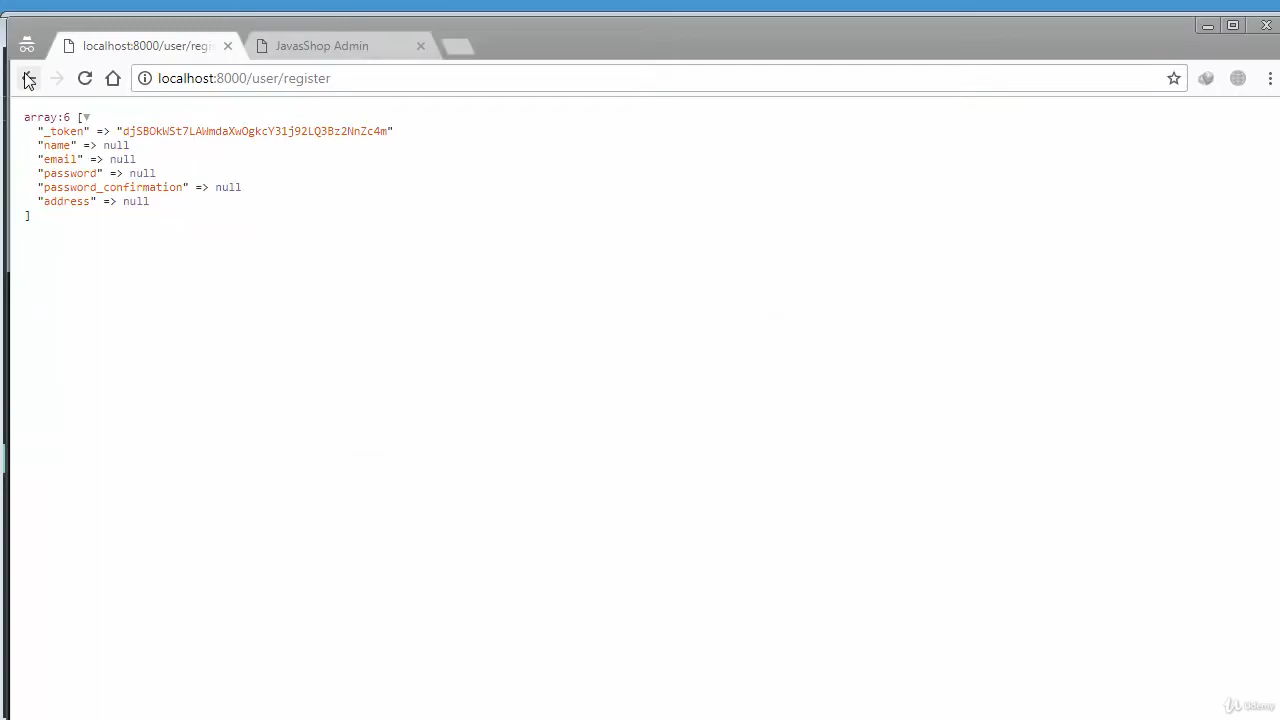 localhost:8000/user/regi
JavasShop Admin
localhost:8000/user/register
array:6 [▼
"_token" => "djSBOkWSt7LAWmdaXwOgkcY31j92LQ3Bz2NnZc4m"
"name" => null
"email" => null
"password" => null
"password_confirmation" => null
"address" => null
]
Udemy